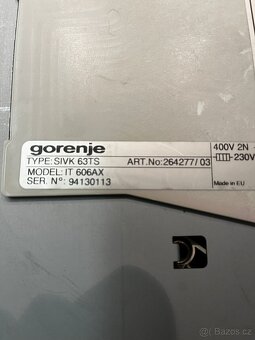 gorenje
TYPE: SIVK 63TS ART.No:264277/03
MODEL: IT 606AX
SER. Nº: 94130113
400V 2N
230V
Made in EU
Bazos.cz